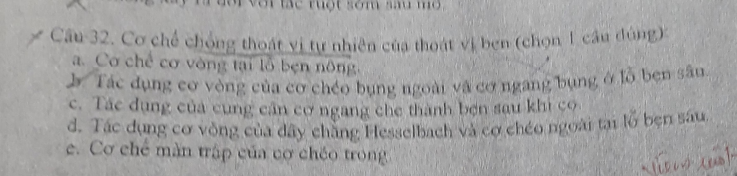 với tắc ruột sớm sau mổ.
Câu 32. Cơ chế chống thoát vị tự nhiên của thoát vị bẹn (chọn 1 câu đúng):
a. Cơ chế cơ vòng tại lỗ bẹn nông.
b. Tác dụng cơ vòng của cơ chéo bụng ngoài và cơ ngang bụng ở lỗ bẹn sâu.
c. Tác dụng của cung cân cơ ngang che thành bẹn sau khi co
d. Tác dụng cơ vòng của dây chằng Hesselbach và cơ chéo ngoài tại lỗ bẹn sâu.
e. Cơ chế màn trập của cơ chéo trong